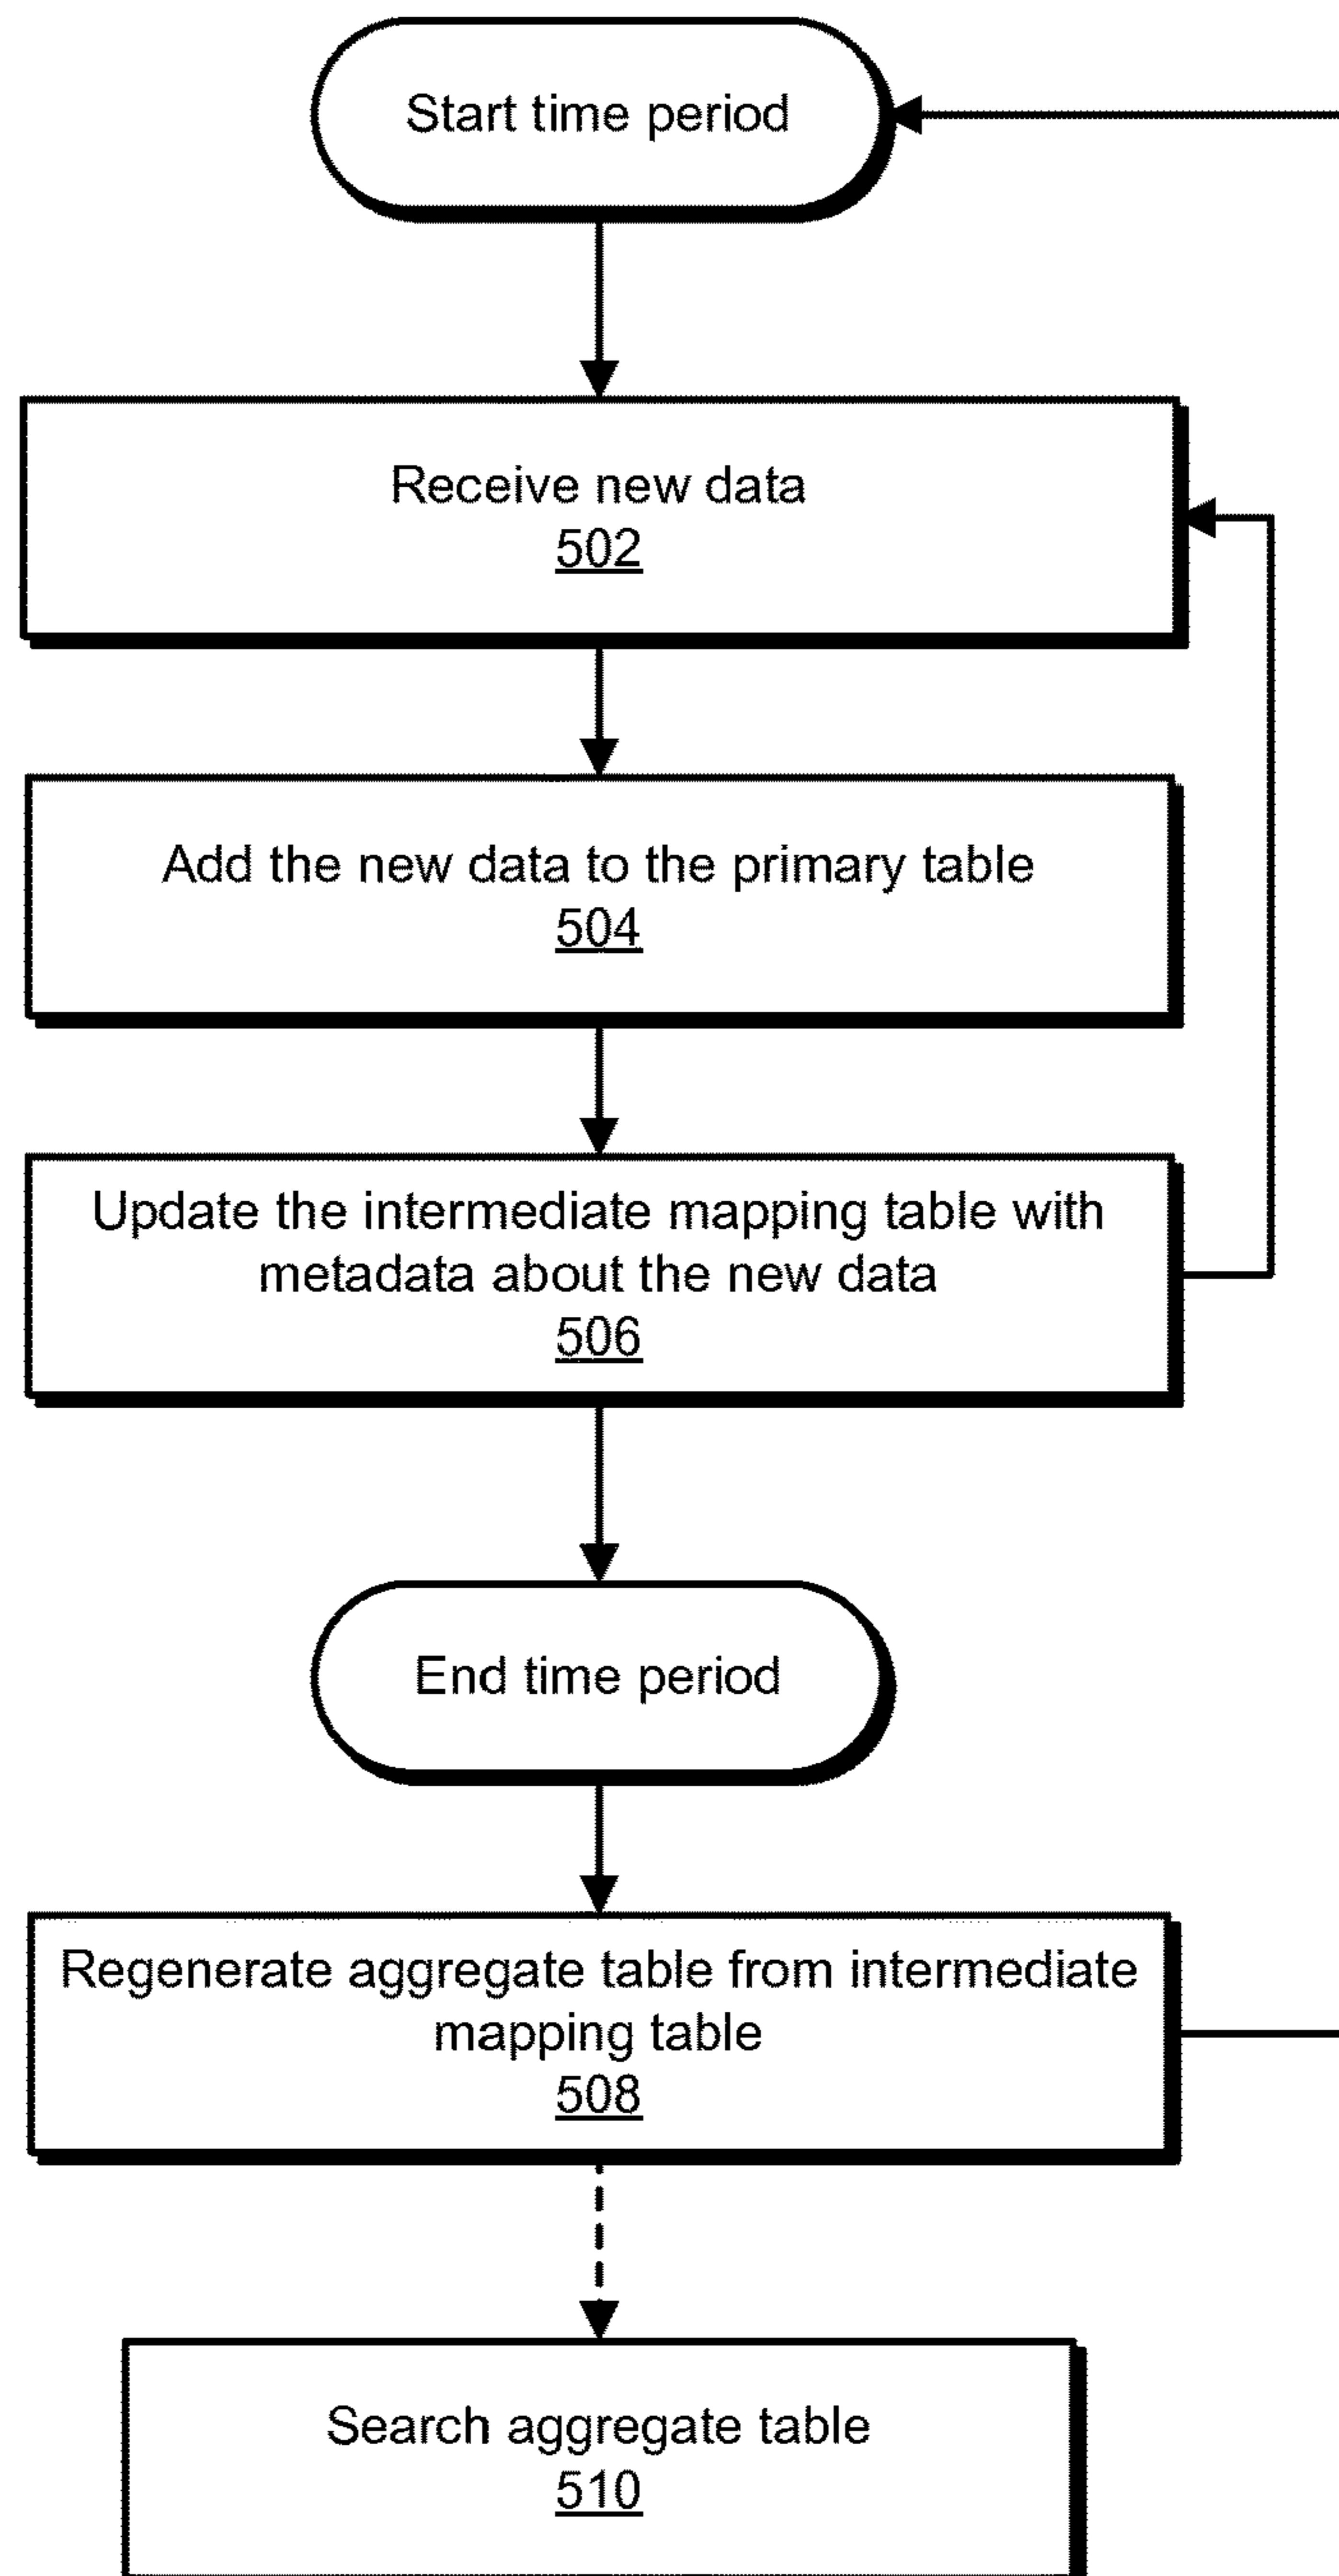 Start time period
Receive new data
502
Add the new data to the primary table
504
Update the intermediate mapping table with
metadata about the new data
506
End time period
Regenerate aggregate table from intermediate
mapping table
508
Search aggregate table
510